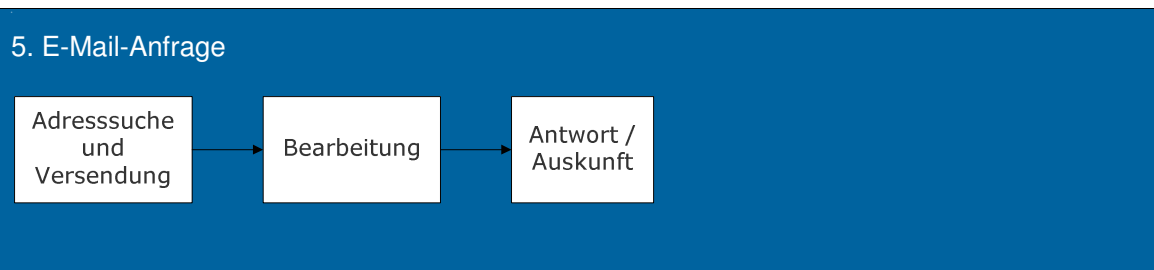 5. E-Mail-Anfrage
Adresssuche
und
Versendung
Bearbeitung
Antwort /
Auskunft